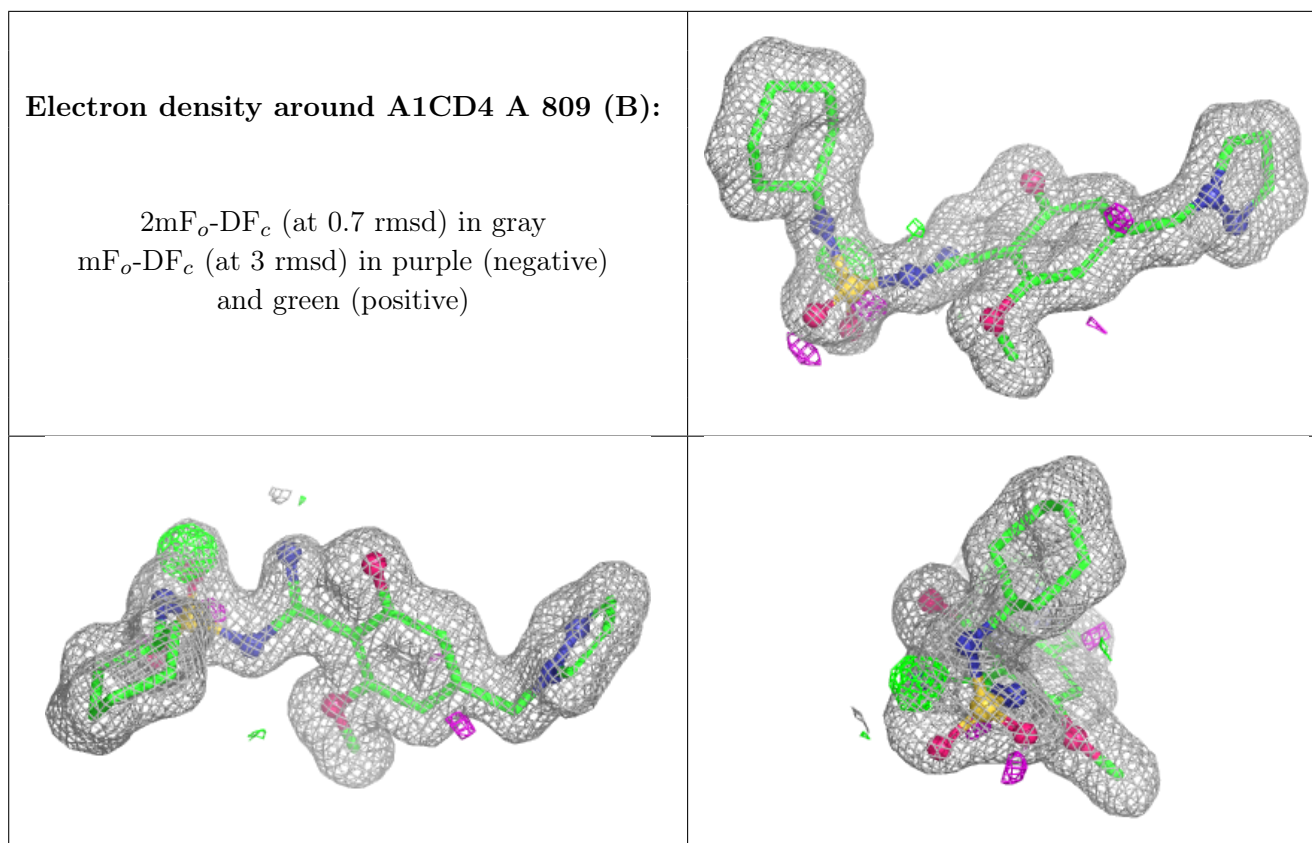 Electron density around A1CD4 A 809 (B):
2mFo-DFc (at 0.7 rmsd) in gray
mFo-DFc (at 3 rmsd) in purple (negative)
and green (positive)